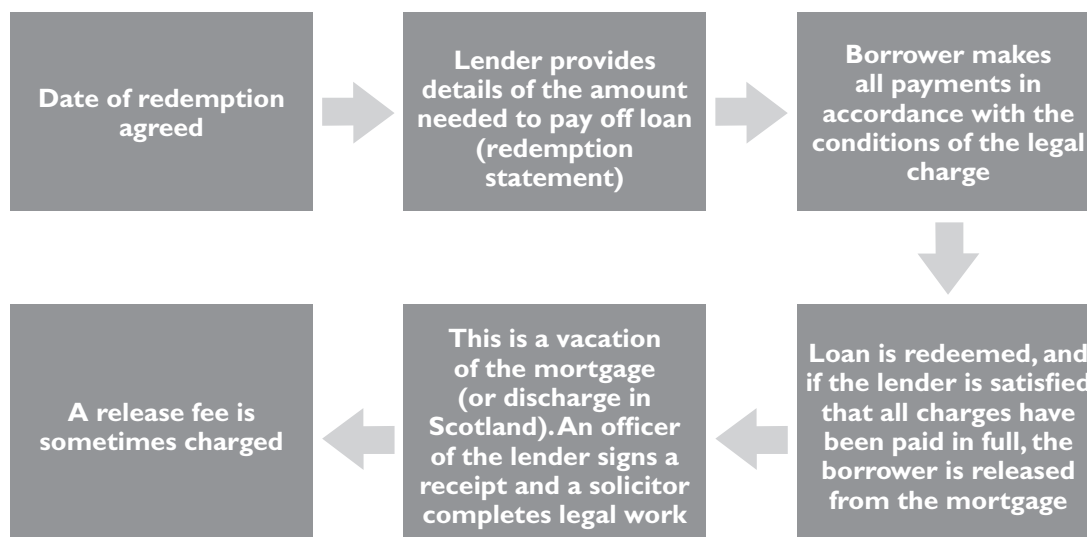 Date of redemption
agreed
Lender provides
details of the amount
needed to pay off loan
(redemption
statement)
Borrower makes
all payments in
accordance with the
conditions of the legal
charge
Loan is redeemed, and
if the lender is satisfied
that all charges have
been paid in full, the
borrower is released
from the mortgage
This is a vacation
of the mortgage
(or discharge in
Scotland). An officer
of the lender signs a
receipt and a solicitor
completes legal work
A release fee is
sometimes charged